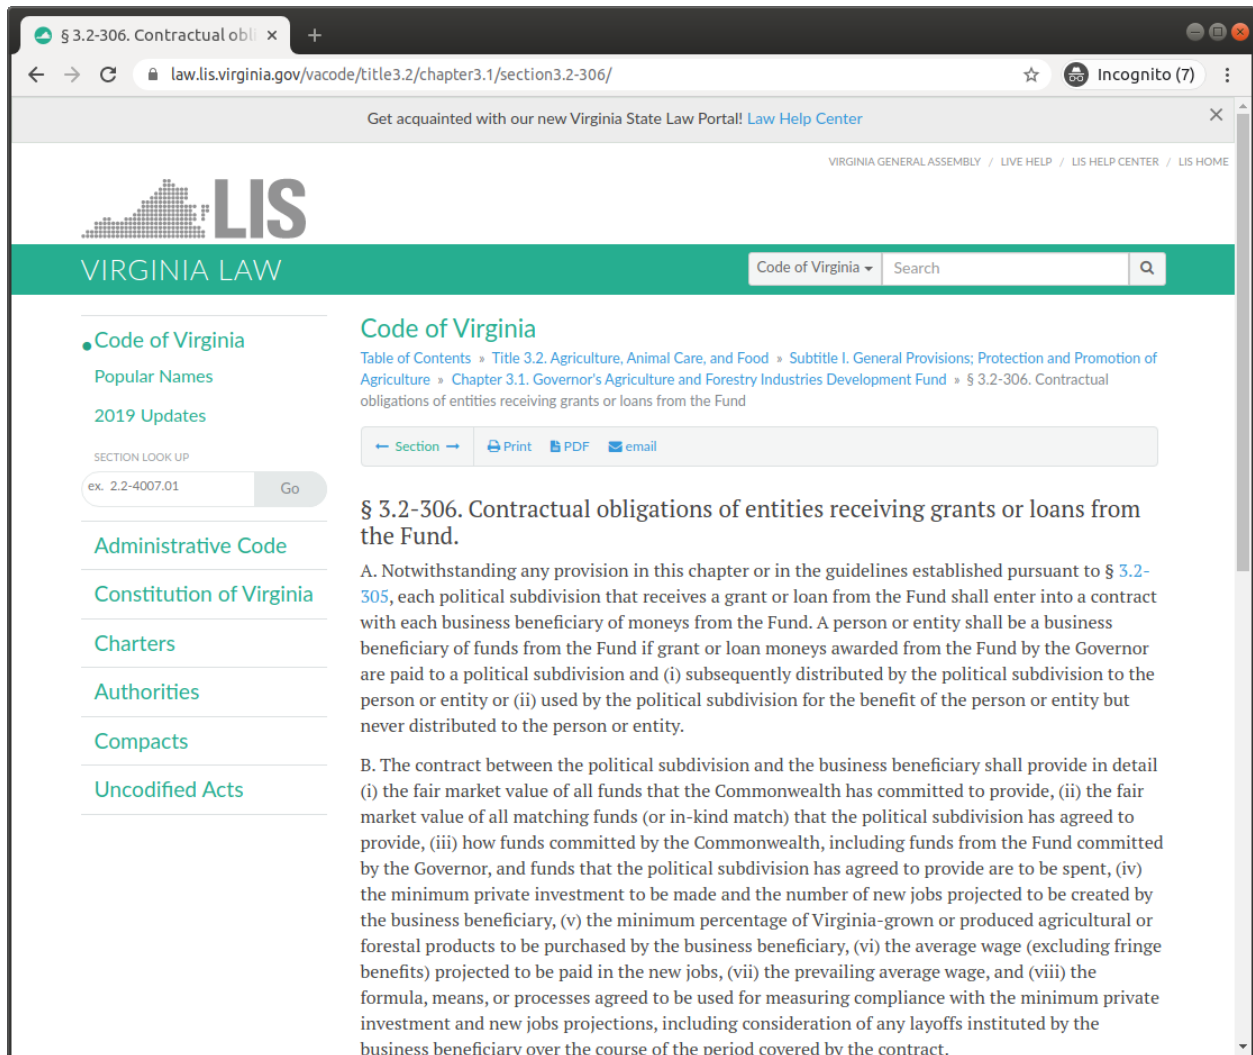 § 3.2-306. Contractual obli
law.lis.virginia.gov/vacode/title3.2/chapter3.1/section3.2-306/
Incognito (7)
Get acquainted with our new Virginia State Law Portal! Law Help Center
VIRGINIA GENERAL ASSEMBLY / LIVE HELP / LIS HELP CENTER / LIS HOME
LIS
VIRGINIA LAW
Code of Virginia
Search
Code of Virginia
Popular Names
2019 Updates
SECTION LOOK UP
ex. 2.2-4007.01
Go
Administrative Code
Constitution of Virginia
Charters
Authorities
Compacts
Uncodified Acts
Code of Virginia
Table of Contents » Title 3.2. Agriculture, Animal Care, and Food » Subtitle I. General Provisions; Protection and Promotion of
Agriculture » Chapter 3.1. Governor's Agriculture and Forestry Industries Development Fund » § 3.2-306. Contractual
obligations of entities receiving grants or loans from the Fund
← Section → Print PDF email
§ 3.2-306. Contractual obligations of entities receiving grants or loans from
the Fund.
A. Notwithstanding any provision in this chapter or in the guidelines established pursuant to § 3.2-
305, each political subdivision that receives a grant or loan from the Fund shall enter into a contract
with each business beneficiary of moneys from the Fund. A person or entity shall be a business
beneficiary of funds from the Fund if grant or loan moneys awarded from the Fund by the Governor
are paid to a political subdivision and (i) subsequently distributed by the political subdivision to the
person or entity or (ii) used by the political subdivision for the benefit of the person or entity but
never distributed to the person or entity.
B. The contract between the political subdivision and the business beneficiary shall provide in detail
(i) the fair market value of all funds that the Commonwealth has committed to provide, (ii) the fair
market value of all matching funds (or in-kind match) that the political subdivision has agreed to
provide, (iii) how funds committed by the Commonwealth, including funds from the Fund committed
by the Governor, and funds that the political subdivision has agreed to provide are to be spent, (iv)
the minimum private investment to be made and the number of new jobs projected to be created by
the business beneficiary, (v) the minimum percentage of Virginia-grown or produced agricultural or
forestal products to be purchased by the business beneficiary, (vi) the average wage (excluding fringe
benefits) projected to be paid in the new jobs, (vii) the prevailing average wage, and (viii) the
formula, means, or processes agreed to be used for measuring compliance with the minimum private
investment and new jobs projections, including consideration of any layoffs instituted by the
business beneficiary over the course of the period covered by the contract.